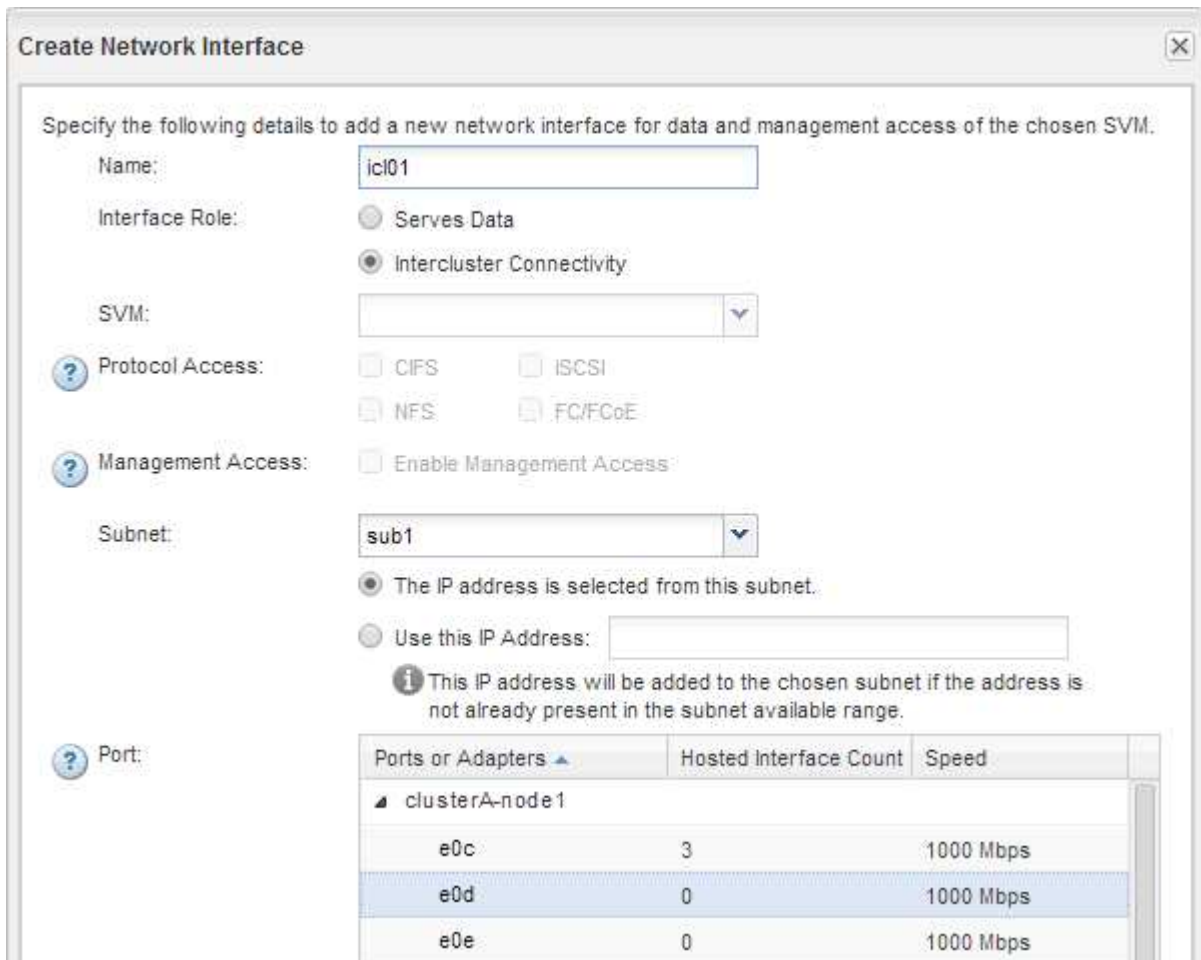 Create Network Interface
Specify the following details to add a new network interface for data and management access of the chosen SVM.
Name: icl01
Interface Role: Serves Data
Intercluster Connectivity
SVM:
Protocol Access: CIFS iSCSI
NFS FC/FCoE
Management Access: Enable Management Access
Subnet: sub1
The IP address is selected from this subnet.
Use this IP Address:
This IP address will be added to the chosen subnet if the address is
not already present in the subnet available range.
Port: Ports or Adapters Hosted Interface Count Speed
clusterA-node1
e0c 3 1000 Mbps
e0d 0 1000 Mbps
e0e 0 1000 Mbps